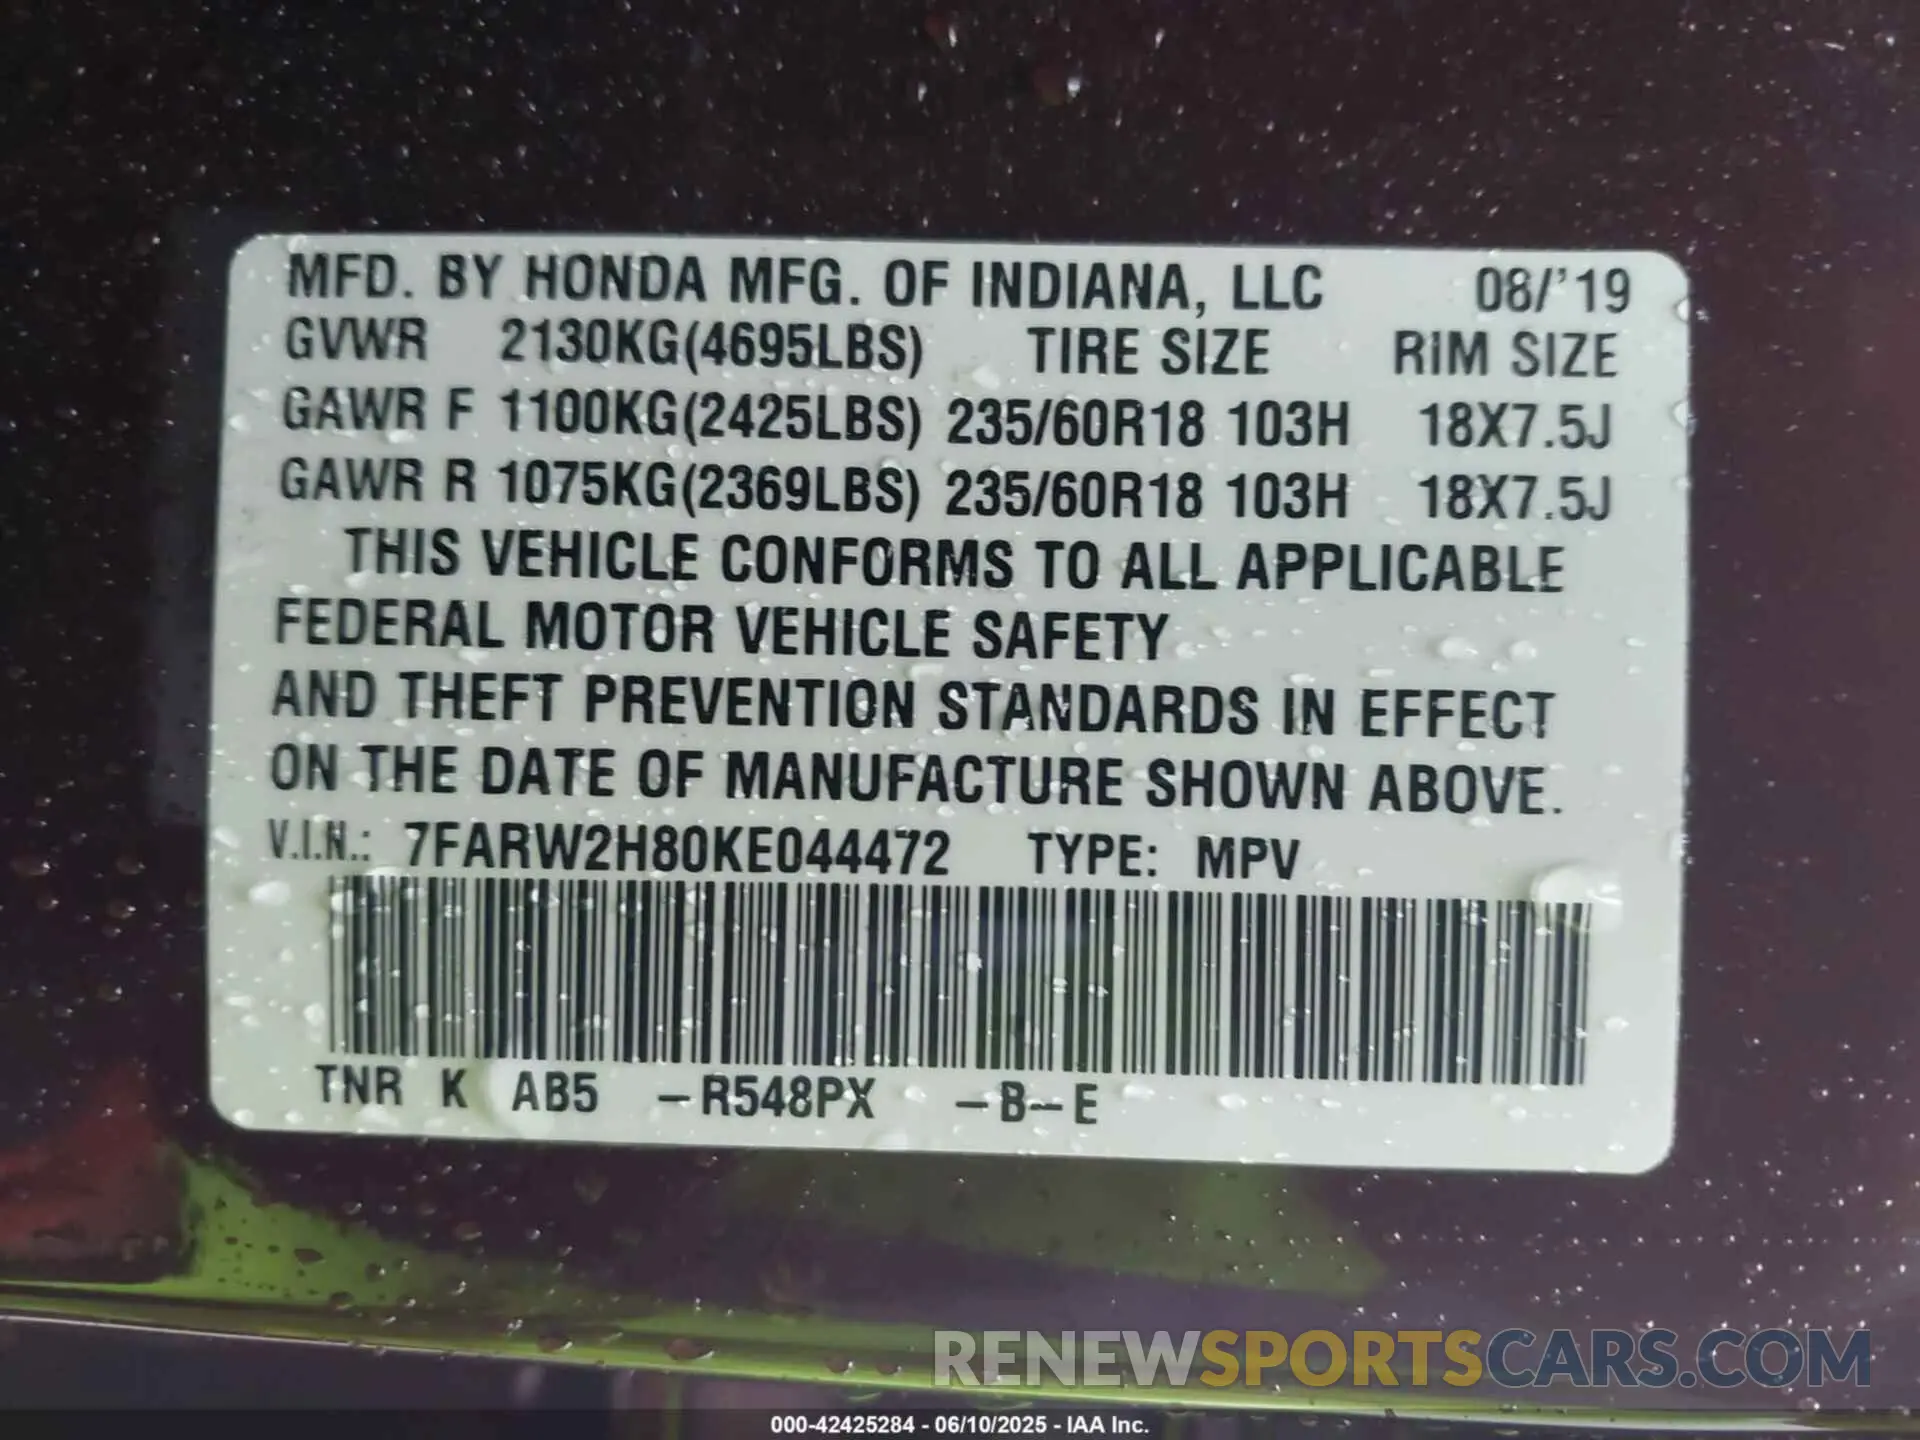 MFD. BY HONDA MFG. OF INDIANA, LLC 08/'19
GVWR 2130KG(4695LBS) TIRE SIZE RIM SIZE
GAWR F 1100KG(2425LBS) 235/60R18 103H 18X7.5J
GAWR R 1075KG(2369LBS) 235/60R18 103H 18X7.5J
THIS VEHICLE CONFORMS TO ALL APPLICABLE
FEDERAL MOTOR VEHICLE SAFETY
AND THEFT PREVENTION STANDARDS IN EFFECT
ON THE DATE OF MANUFACTURE SHOWN ABOVE.
V.I.N.: 7FARW2H80KE044472 TYPE: MPV
TNR K AB5 –R548PX –B–E
RENEWSPORTSCARS.COM
000-42425284 - 06/10/2025 - IAA Inc.